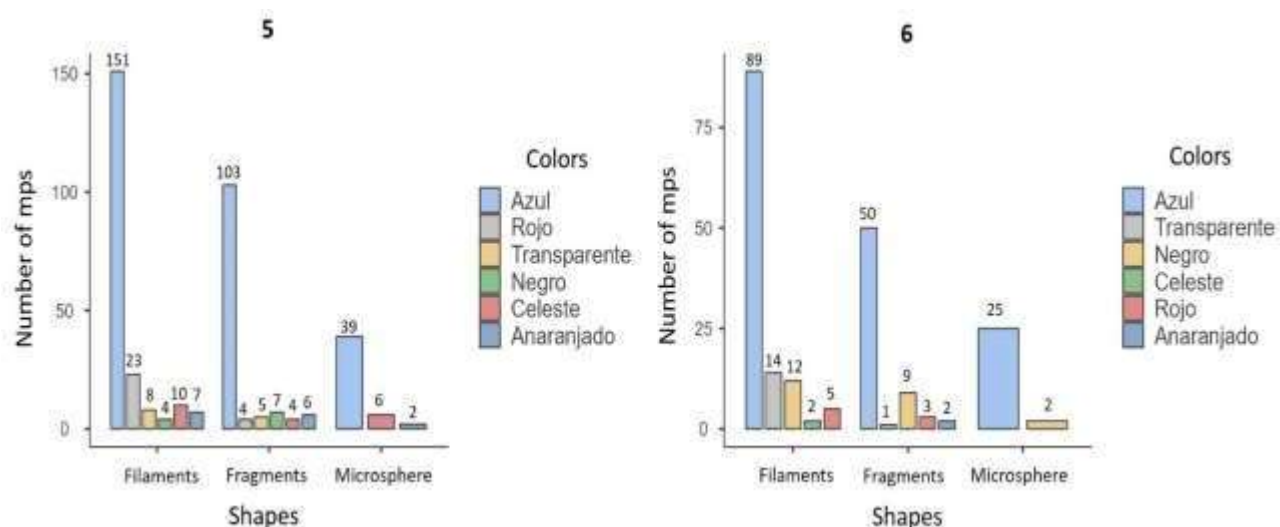 5
151
150
103
100
50
39
23
8
4
10
7
4
5
7
4
6
6
2
0
Number of mps
Filaments
Fragments
Microsphere
Shapes
Colors
Azul
Rojo
Transparente
Negro
Celeste
Anaranjado
6
89
75
50
50
25
25
14
12
2
5
1
9
3
2
2
0
Number of mps
Filaments
Fragments
Microsphere
Shapes
Colors
Azul
Transparente
Negro
Celeste
Rojo
Anaranjado